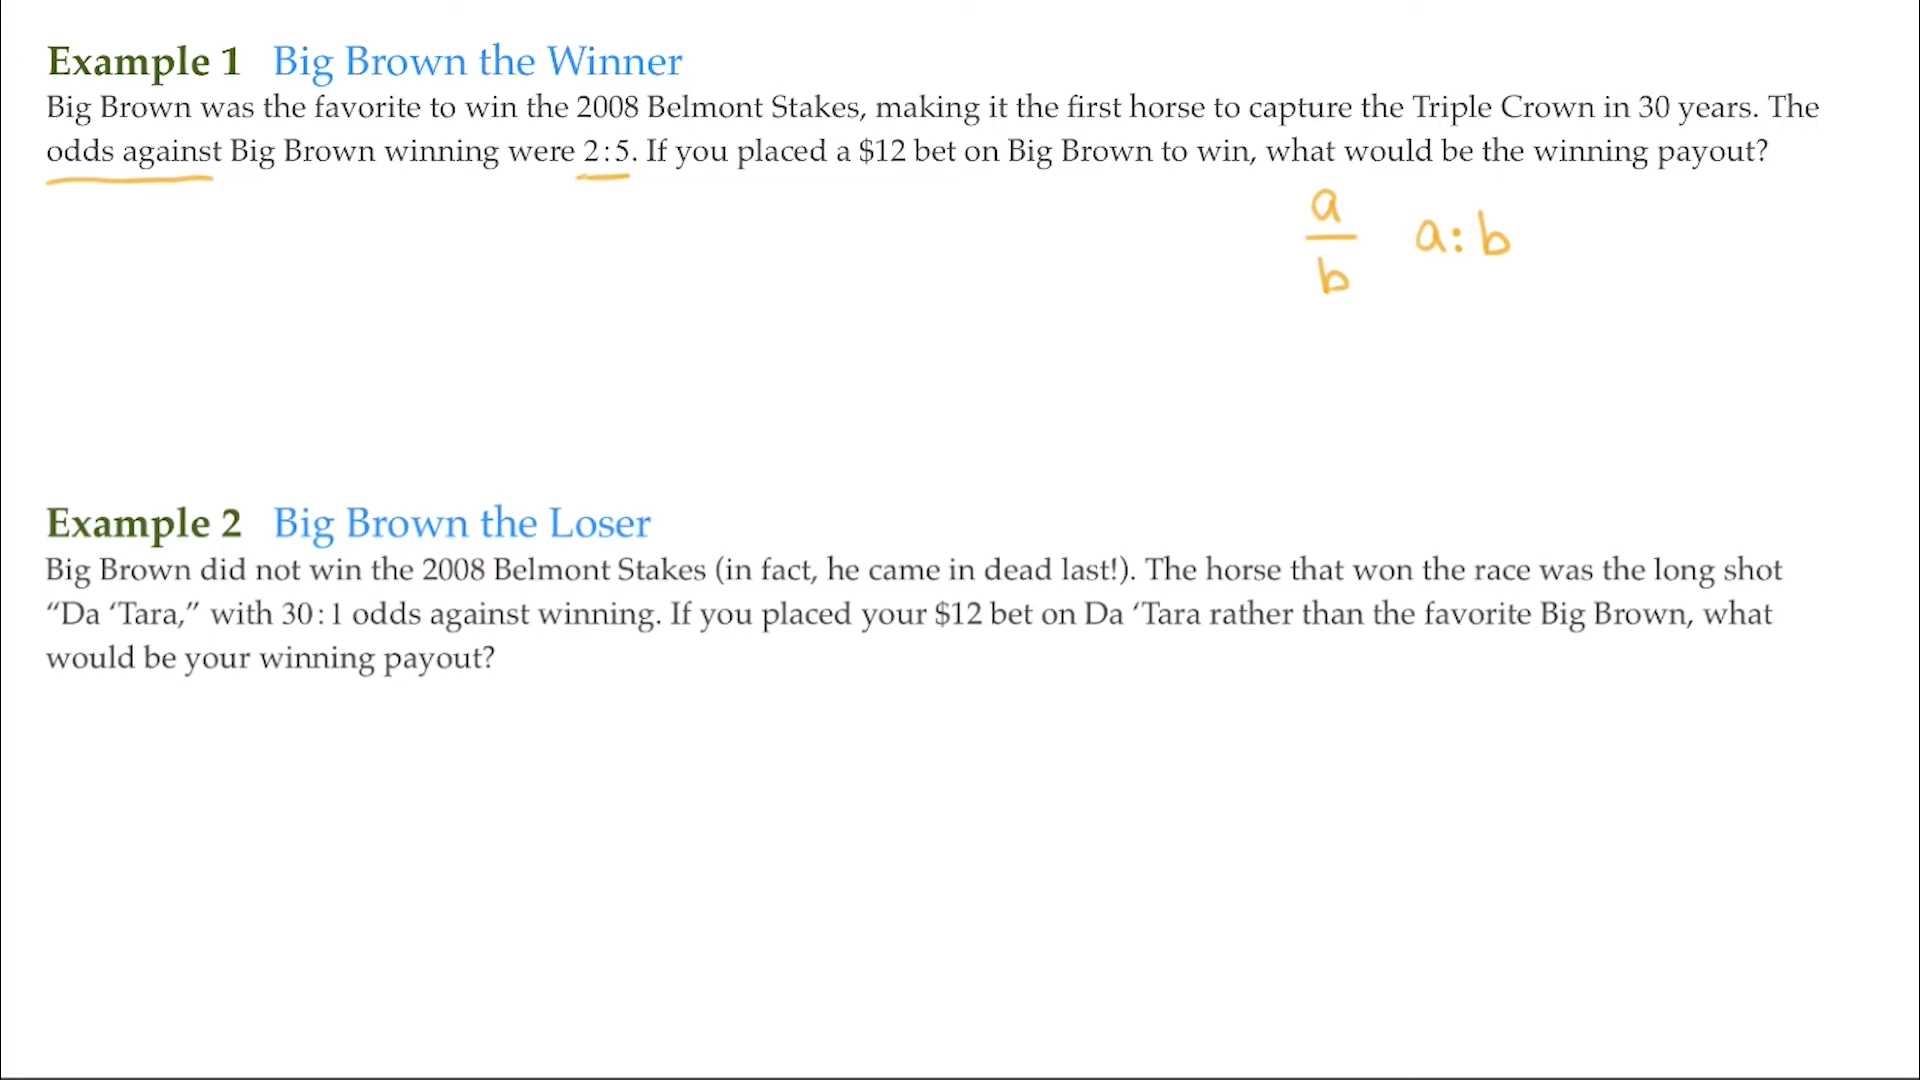 Example 1 Big Brown the Winner
Big Brown was the favorite to win the 2008 Belmont Stakes, making it the first horse to capture the Triple Crown in 30 years. The
odds against Big Brown winning were 2:5. If you placed a $12 bet on Big Brown to win, what would be the winning payout?
a
b
a:b
Example 2 Big Brown the Loser
Big Brown did not win the 2008 Belmont Stakes (in fact, he came in dead last!). The horse that won the race was the long shot
“Da ‘Tara,” with 30:1 odds against winning. If you placed your $12 bet on Da ‘Tara rather than the favorite Big Brown, what
would be your winning payout?